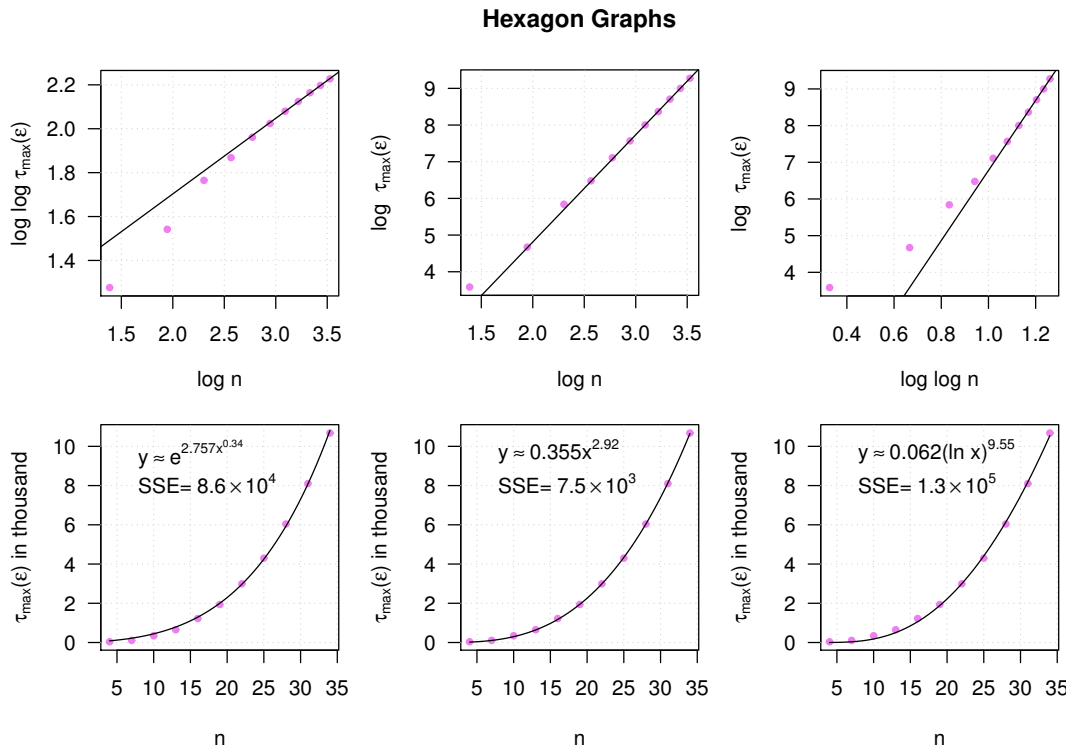 Hexagon Graphs
log log τmax(ε)
2.2
2.0
1.8
1.6
1.4
1.5 2.0 2.5 3.0 3.5
log n
log τmax(ε)
9
8
7
6
5
4
1.5 2.0 2.5 3.0 3.5
log n
log τmax(ε)
9
8
7
6
5
4
0.4 0.6 0.8 1.0 1.2
log log n
τmax(ε) in thousand
10
8
6
4
2
0
y ≈ e^2.757x^0.34
SSE= 8.6 × 10^4
5 10 15 20 25 30 35
n
τmax(ε) in thousand
10
8
6
4
2
0
y ≈ 0.355x^2.92
SSE= 7.5 × 10^3
5 10 15 20 25 30 35
n
τmax(ε) in thousand
10
8
6
4
2
0
y ≈ 0.062(ln x)^9.55
SSE= 1.3 × 10^5
5 10 15 20 25 30 35
n